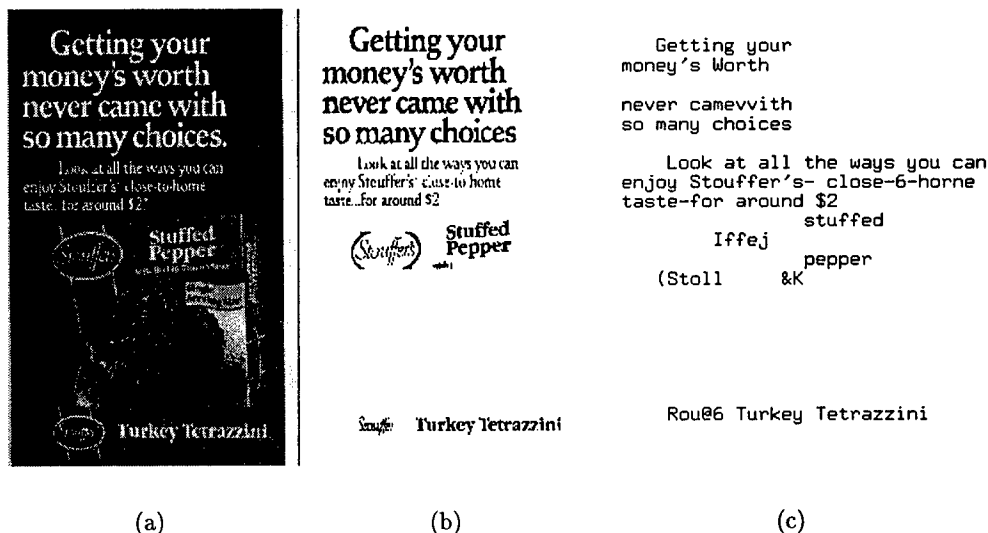 Getting your
money's worth
never came with
so many choices.
Look at all the ways you can
enjoy Stouffer's' close-to-home
taste...for around $2*
Stouffer's
Stuffed
Pepper
Turkey Tetrazzini
(a)
Getting your
money's worth
never came with
so many choices
Look at all the ways you can
enjoy Stouffer's' close-to home
taste...for around $2
Stouffer's
Stuffed
Pepper
Stouffer's Turkey Tetrazzini
(b)
Getting your
money's Worth
never camevvith
so many choices
Look at all the ways you can
enjoy Stouffer's- close-6-horne
taste-for around $2
stuffed
Iffej
pepper
(Stoll &K
Rou@6 Turkey Tetrazzini
(c)